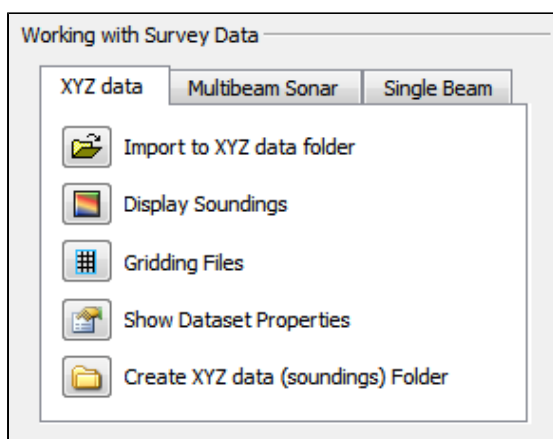 Working with Survey Data
XYZ data Multibeam Sonar Single Beam
Import to XYZ data folder
Display Soundings
Gridding Files
Show Dataset Properties
Create XYZ data (soundings) Folder